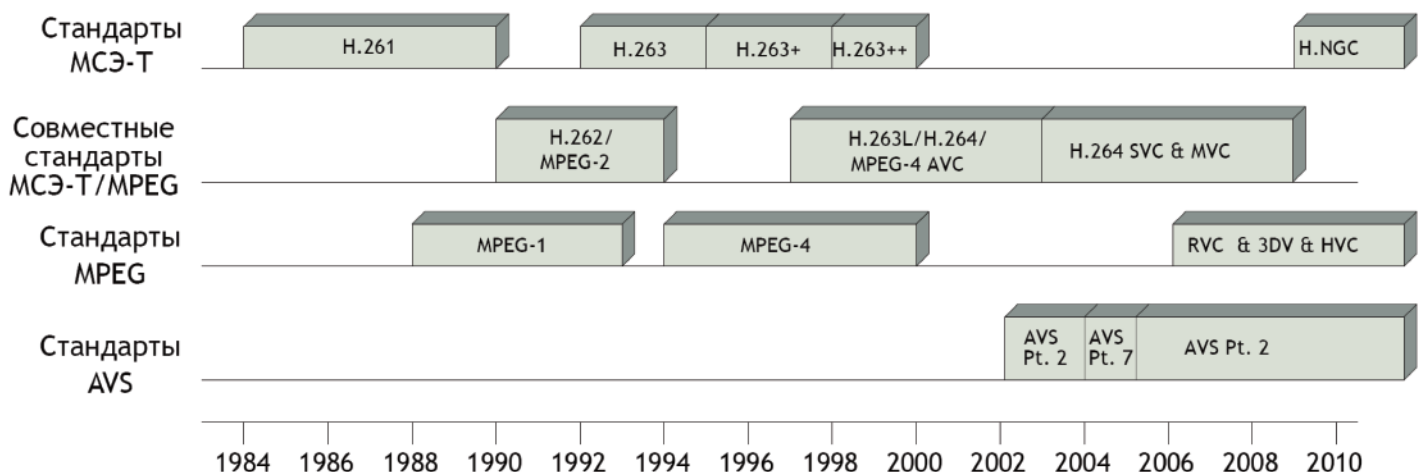 Стандарты
МСЭ-Т
H.261
H.263
H.263+
H.263++
H.NGC
Совместные
стандарты
МСЭ-Т/MPEG
H.262/
MPEG-2
H.263L/H.264/
MPEG-4 AVC
H.264 SVC & MVC
Стандарты
MPEG
MPEG-1
MPEG-4
RVC & 3DV & HVC
Стандарты
AVS
AVS
Pt. 2
AVS
Pt. 7
AVS Pt. 2
1984 1986 1988 1990 1992 1994 1996 1998 2000 2002 2004 2006 2008 2010